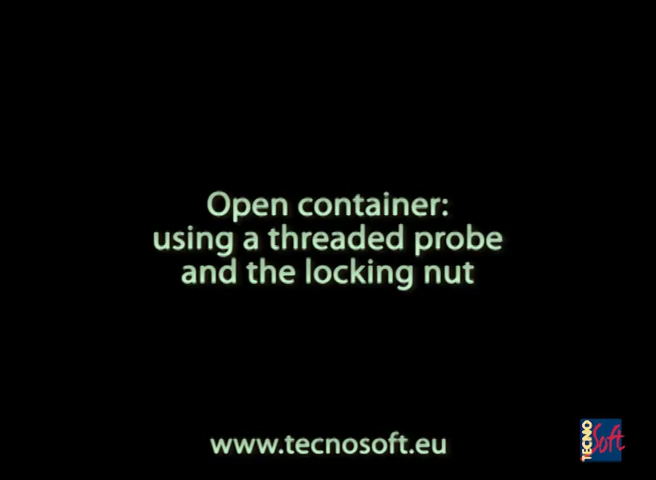 Open container:
using a threaded probe
and the locking nut
www.tecnosoft.eu
TECNO
Soft